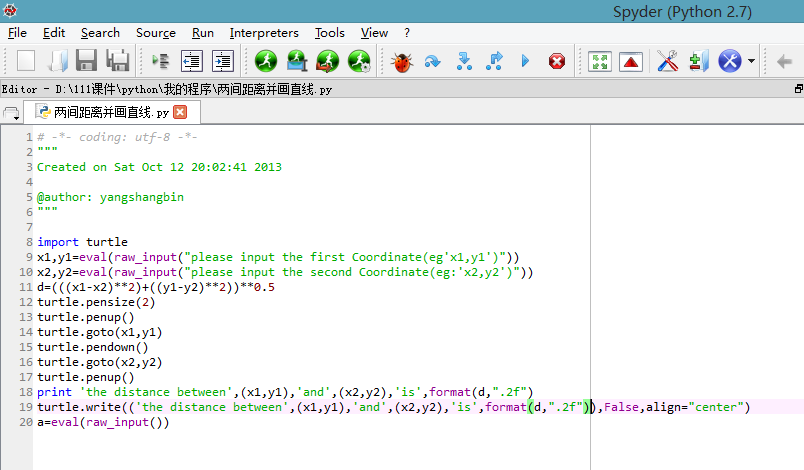 Spyder (Python 2.7)
File Edit Search Source Run Interpreters Tools View ?
Editor - D:\111课件\python\我的程序\两间距离并画直线.py
两间距离并画直线.py
1 # -*- coding: utf-8 -*-
2 """
3 Created on Sat Oct 12 20:02:41 2013
4
5 @author: yangshangbin
6 """
7
8 import turtle
9 x1,y1=eval(raw_input("please input the first Coordinate(eg'x1,y1')"))
10 x2,y2=eval(raw_input("please input the second Coordinate(eg:'x2,y2')"))
11 d=(((x1-x2)**2)+((y1-y2)**2))**0.5
12 turtle.pensize(2)
13 turtle.penup()
14 turtle.goto(x1,y1)
15 turtle.pendown()
16 turtle.goto(x2,y2)
17 turtle.penup()
18 print 'the distance between',(x1,y1),'and',(x2,y2),'is',format(d,".2f")
19 turtle.write(('the distance between',(x1,y1),'and',(x2,y2),'is',format(d,".2f")),False,align="center")
20 a=eval(raw_input())